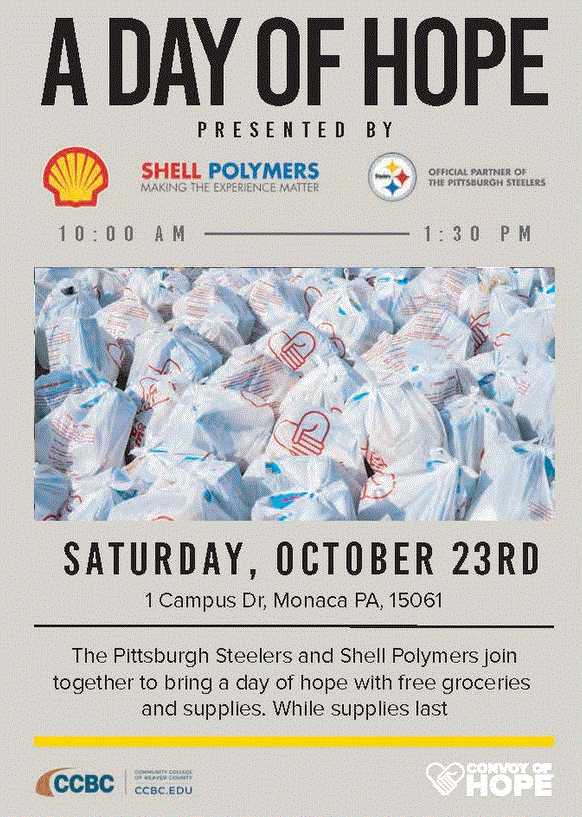 A DAY OF HOPE
PRESENTED BY
SHELL POLYMERS
MAKING THE EXPERIENCE MATTER
Steelers
OFFICIAL PARTNER OF
THE PITTSBURGH STEELERS
10:00 AM
1:30 PM
SATURDAY, OCTOBER 23RD
1 Campus Dr, Monaca PA, 15061
The Pittsburgh Steelers and Shell Polymers join
together to bring a day of hope with free groceries
and supplies. While supplies last
CCBC
COMMUNITY COLLEGE
OF BEAVER COUNTY
CCBC.EDU
CONVOY OF
HOPE